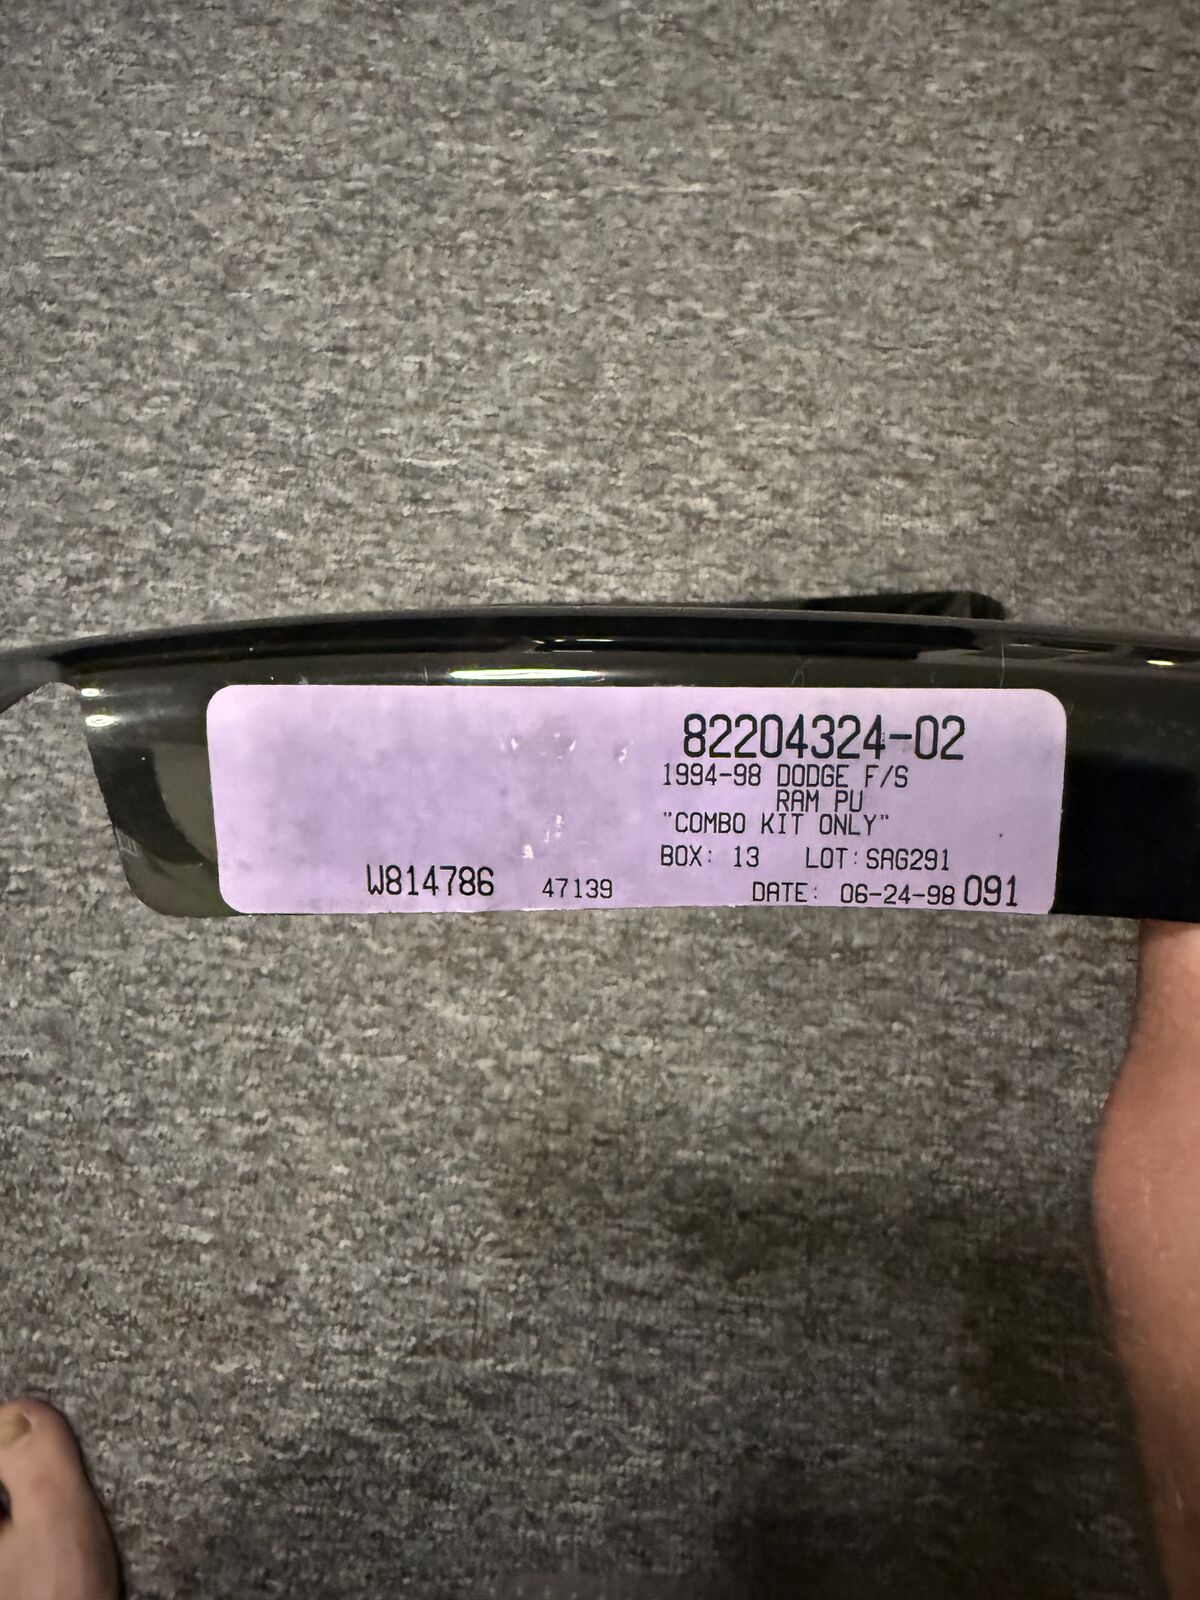 82204324-02
1994-98 DODGE F/S
RAM PU
"COMBO KIT ONLY"
BOX: 13 LOT: SAG291
W814786 47139 DATE: 06-24-98 091